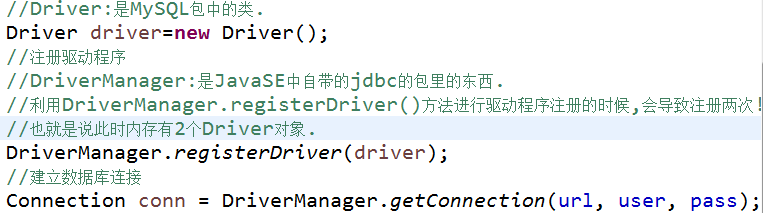 //Driver:是MySQL包中的类.
Driver driver=new Driver();
//注册驱动程序
//DriverManager:是JavaSE中自带的jdbc的包里的东西.
//利用DriverManager.registerDriver()方法进行驱动程序注册的时候,会导致注册两次!
//也就是说此时内存有2个Driver对象.
DriverManager.registerDriver(driver);
//建立数据库连接
Connection conn = DriverManager.getConnection(url, user, pass);